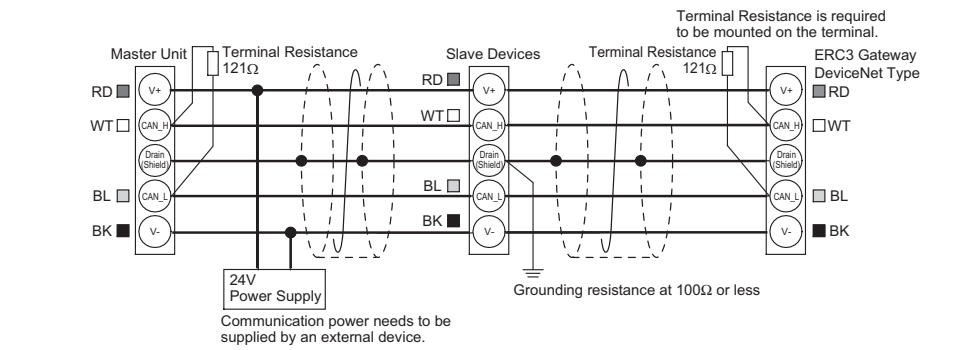 Terminal Resistance is required
to be mounted on the terminal.
Master Unit
Terminal Resistance
121Ω
Slave Devices
Terminal Resistance
121Ω
ERC3 Gateway
DeviceNet Type
RD
V+
RD
V+
V+
RD
WT
CAN_H
WT
CAN_H
CAN_H
WT
Drain
(Shield)
Drain
(Shield)
Drain
(Shield)
BL
CAN_L
BL
CAN_L
CAN_L
BL
BK
V-
BK
V-
V-
BK
24V
Power Supply
Grounding resistance at 100Ω or less
Communication power needs to be
supplied by an external device.